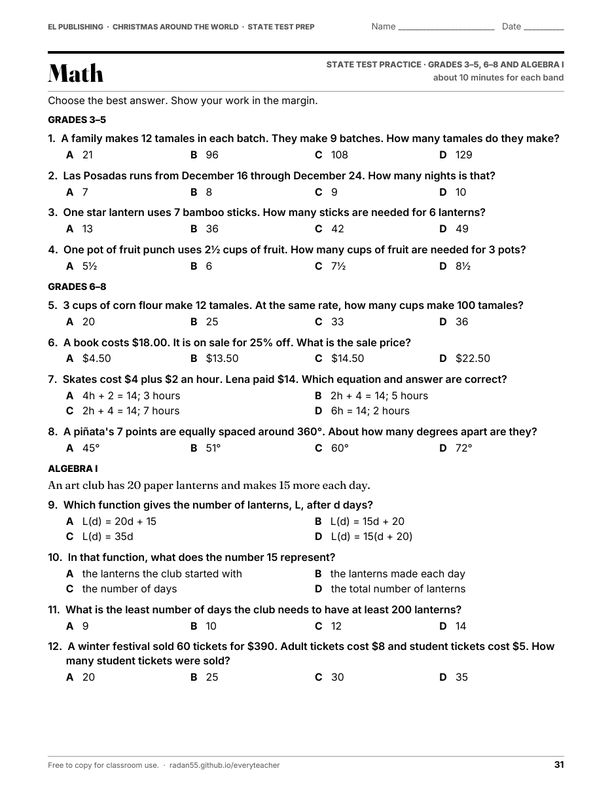 EL PUBLISHING · CHRISTMAS AROUND THE WORLD · STATE TEST PREP Name ____________________ Date ________
Math
STATE TEST PRACTICE · GRADES 3–5, 6–8 AND ALGEBRA I
about 10 minutes for each band
Choose the best answer. Show your work in the margin.
GRADES 3–5
1. A family makes 12 tamales in each batch. They make 9 batches. How many tamales do they make?
A 21 B 96 C 108 D 129
2. Las Posadas runs from December 16 through December 24. How many nights is that?
A 7 B 8 C 9 D 10
3. One star lantern uses 7 bamboo sticks. How many sticks are needed for 6 lanterns?
A 13 B 36 C 42 D 49
4. One pot of fruit punch uses 2½ cups of fruit. How many cups of fruit are needed for 3 pots?
A 5½ B 6 C 7½ D 8½
GRADES 6–8
5. 3 cups of corn flour make 12 tamales. At the same rate, how many cups make 100 tamales?
A 20 B 25 C 33 D 36
6. A book costs $18.00. It is on sale for 25% off. What is the sale price?
A $4.50 B $13.50 C $14.50 D $22.50
7. Skates cost $4 plus $2 an hour. Lena paid $14. Which equation and answer are correct?
A 4h + 2 = 14; 3 hours B 2h + 4 = 14; 5 hours
C 2h + 4 = 14; 7 hours D 6h = 14; 2 hours
8. A piñata's 7 points are equally spaced around 360°. About how many degrees apart are they?
A 45° B 51° C 60° D 72°
ALGEBRA I
An art club has 20 paper lanterns and makes 15 more each day.
9. Which function gives the number of lanterns, L, after d days?
A L(d) = 20d + 15 B L(d) = 15d + 20
C L(d) = 35d D L(d) = 15(d + 20)
10. In that function, what does the number 15 represent?
A the lanterns the club started with B the lanterns made each day
C the number of days D the total number of lanterns
11. What is the least number of days the club needs to have at least 200 lanterns?
A 9 B 10 C 12 D 14
12. A winter festival sold 60 tickets for $390. Adult tickets cost $8 and student tickets cost $5. How
many student tickets were sold?
A 20 B 25 C 30 D 35
Free to copy for classroom use. · radan55.github.io/everyteacher 31